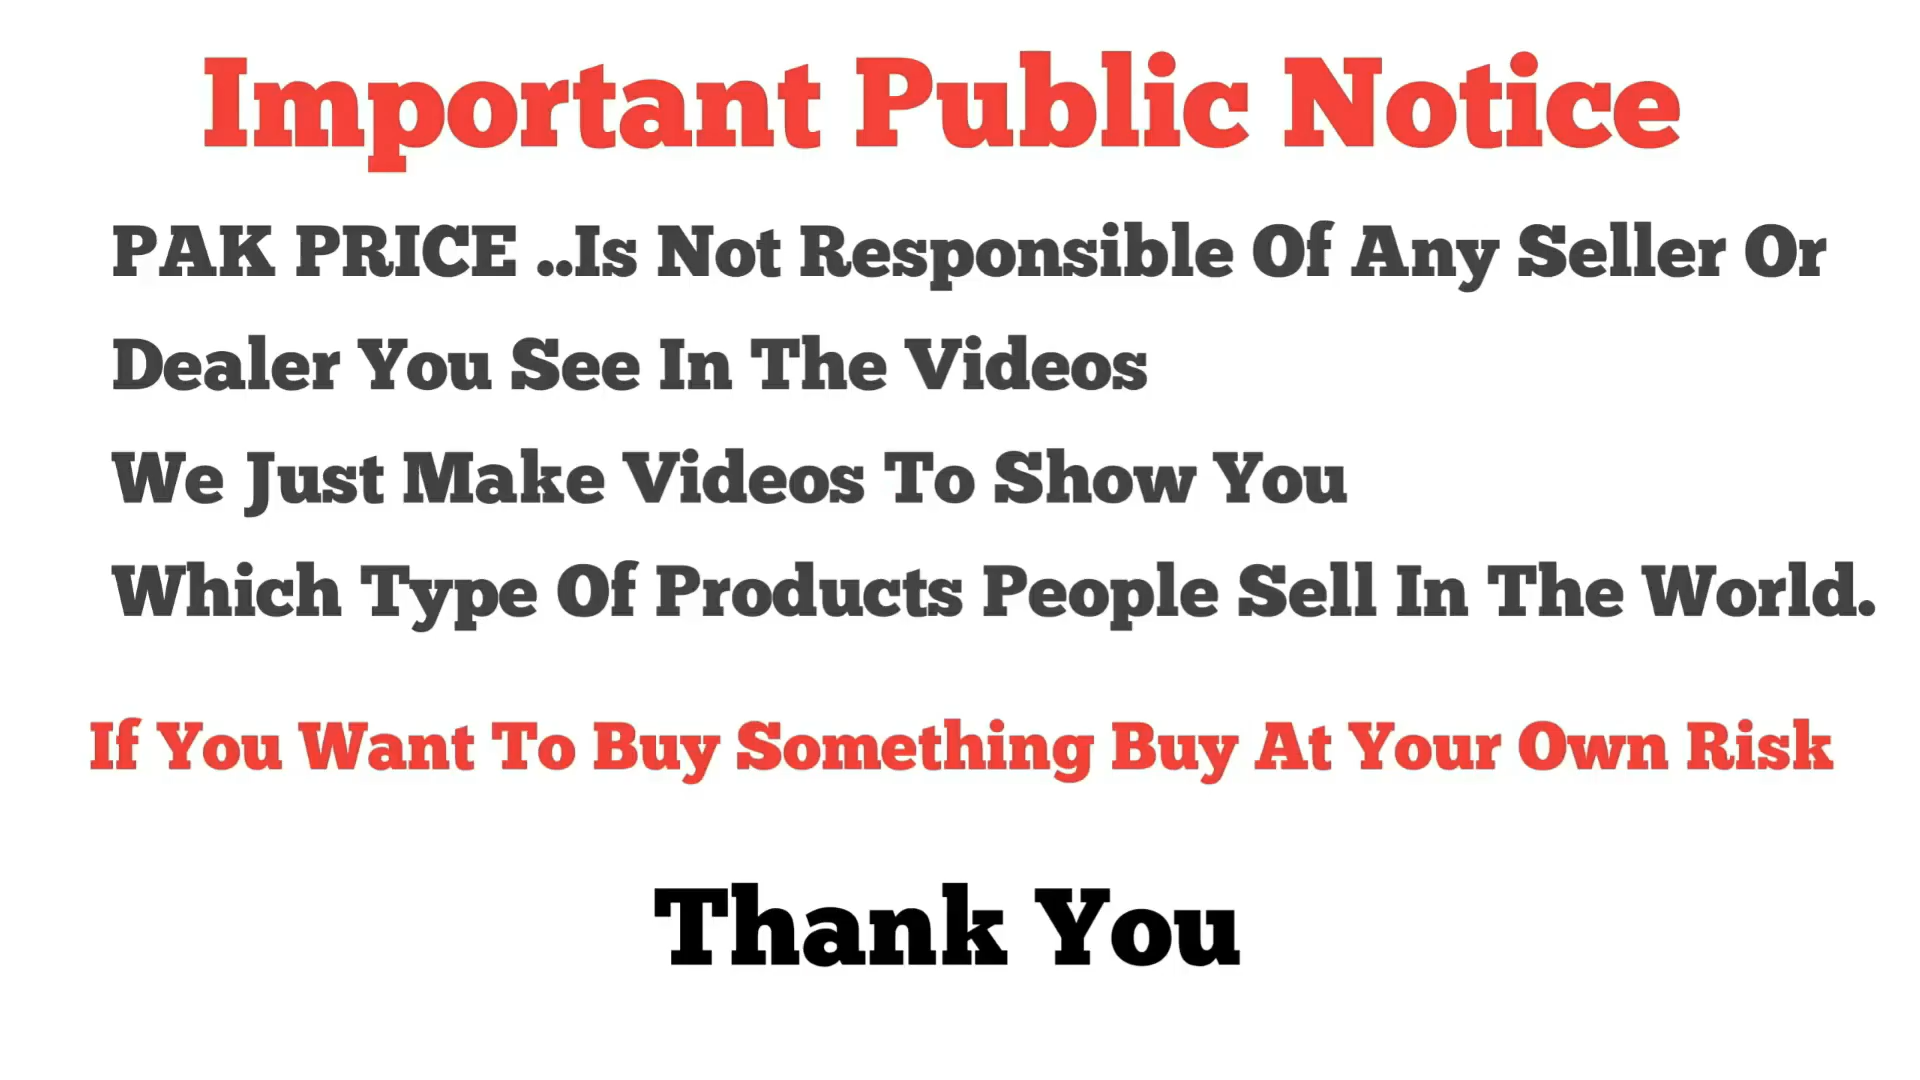 Important Public Notice
PAK PRICE ..Is Not Responsible Of Any Seller Or
Dealer You See In The Videos
We Just Make Videos To Show You
Which Type Of Products People Sell In The World.
If You Want To Buy Something Buy At Your Own Risk
Thank You